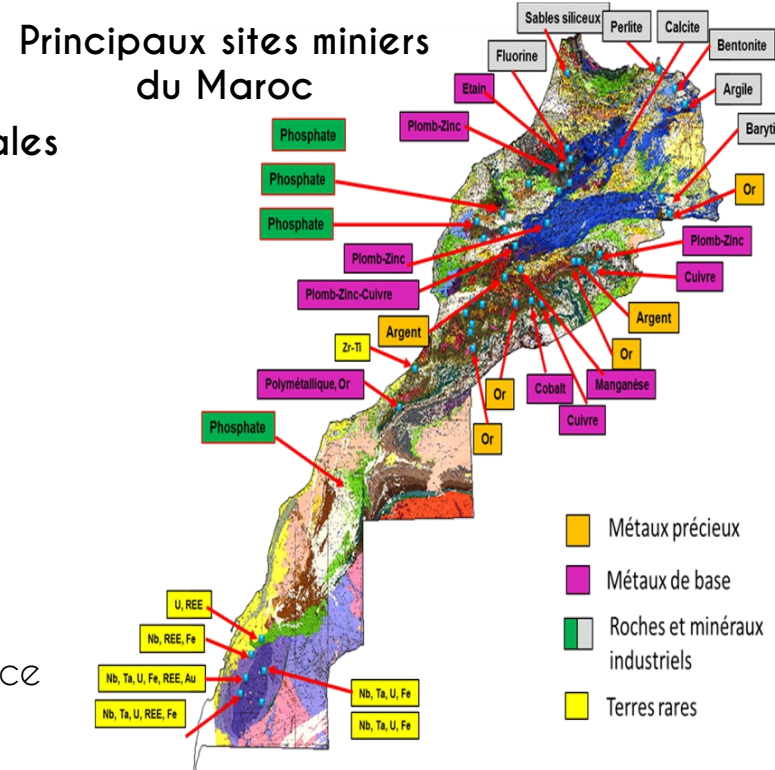 Principaux sites miniers
du Maroc
ales
Sables siliceux
Perlite
Calcite
Bentonite
Fluorine
Argile
Etain
Baryti
Plomb-Zinc
Phosphate
Phosphate
Or
Phosphate
Plomb-Zinc
Plomb-Zinc
Cuivre
Plomb-Zinc-Cuivre
Argent
Argent
Zr-Ti
Or
Polymétallique, Or
Or
Cobalt
Manganèse
Cuivre
Phosphate
Or
Métaux précieux
Métaux de base
Roches et minéraux
industriels
Terres rares
U, REE
Nb, REE, Fe
ce
Nb, Ta, U, Fe, REE, Au
Nb, Ta, U, Fe
Nb, Ta, U, REE, Fe
Nb, Ta, U, Fe